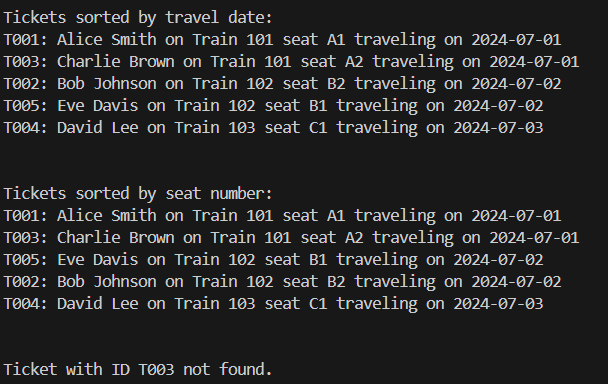 Tickets sorted by travel date:
T001: Alice Smith on Train 101 seat A1 traveling on 2024-07-01
T003: Charlie Brown on Train 101 seat A2 traveling on 2024-07-01
T002: Bob Johnson on Train 102 seat B2 traveling on 2024-07-02
T005: Eve Davis on Train 102 seat B1 traveling on 2024-07-02
T004: David Lee on Train 103 seat C1 traveling on 2024-07-03
Tickets sorted by seat number:
T001: Alice Smith on Train 101 seat A1 traveling on 2024-07-01
T003: Charlie Brown on Train 101 seat A2 traveling on 2024-07-01
T005: Eve Davis on Train 102 seat B1 traveling on 2024-07-02
T002: Bob Johnson on Train 102 seat B2 traveling on 2024-07-02
T004: David Lee on Train 103 seat C1 traveling on 2024-07-03
Ticket with ID T003 not found.